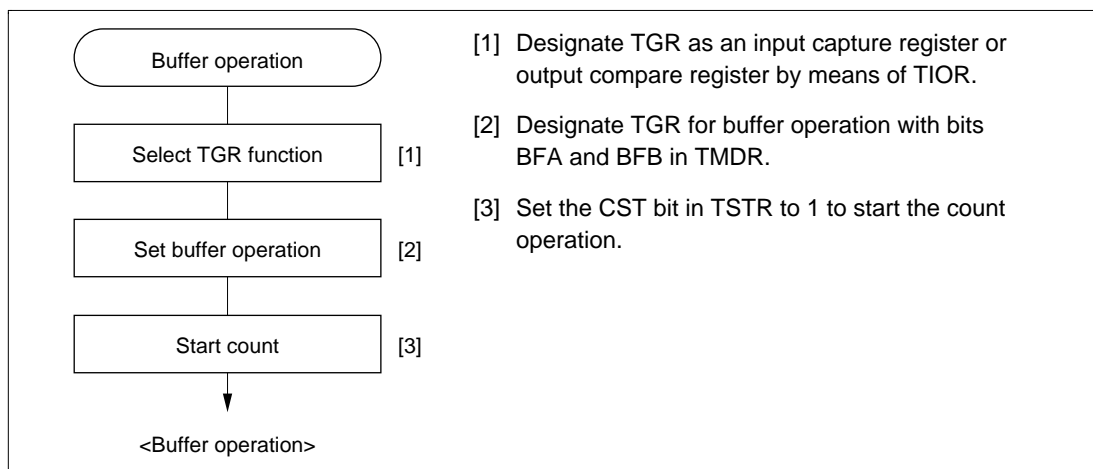 Buffer operation
Select TGR function
[1]
Set buffer operation
[2]
Start count
[3]
<Buffer operation>
[1] Designate TGR as an input capture register or
output compare register by means of TIOR.
[2] Designate TGR for buffer operation with bits
BFA and BFB in TMDR.
[3] Set the CST bit in TSTR to 1 to start the count
operation.